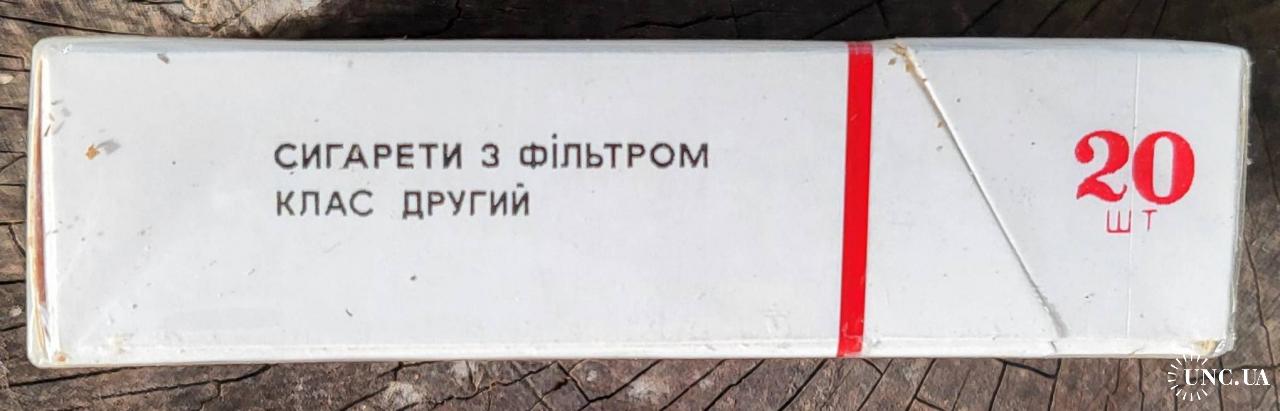 СИГАРЕТИ З ФІЛЬТРОМ
КЛАС ДРУГИЙ
20
ШТ
UNC.UA